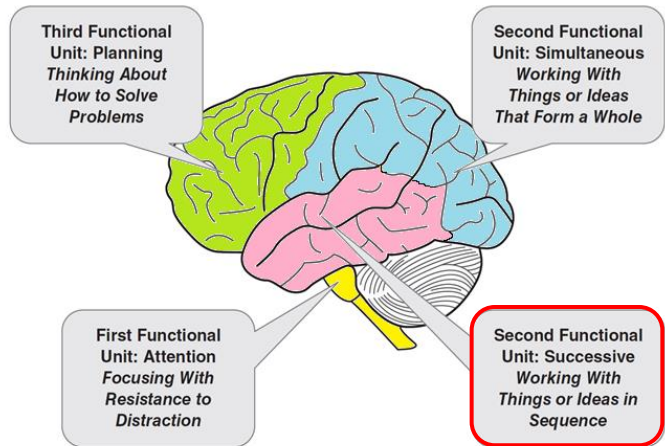 Third Functional
Unit: Planning
Thinking About
How to Solve
Problems
Second Functional
Unit: Simultaneous
Working With
Things or Ideas
That Form a Whole
First Functional
Unit: Attention
Focusing With
Resistance to
Distraction
Second Functional
Unit: Successive
Working With
Things or Ideas in
Sequence